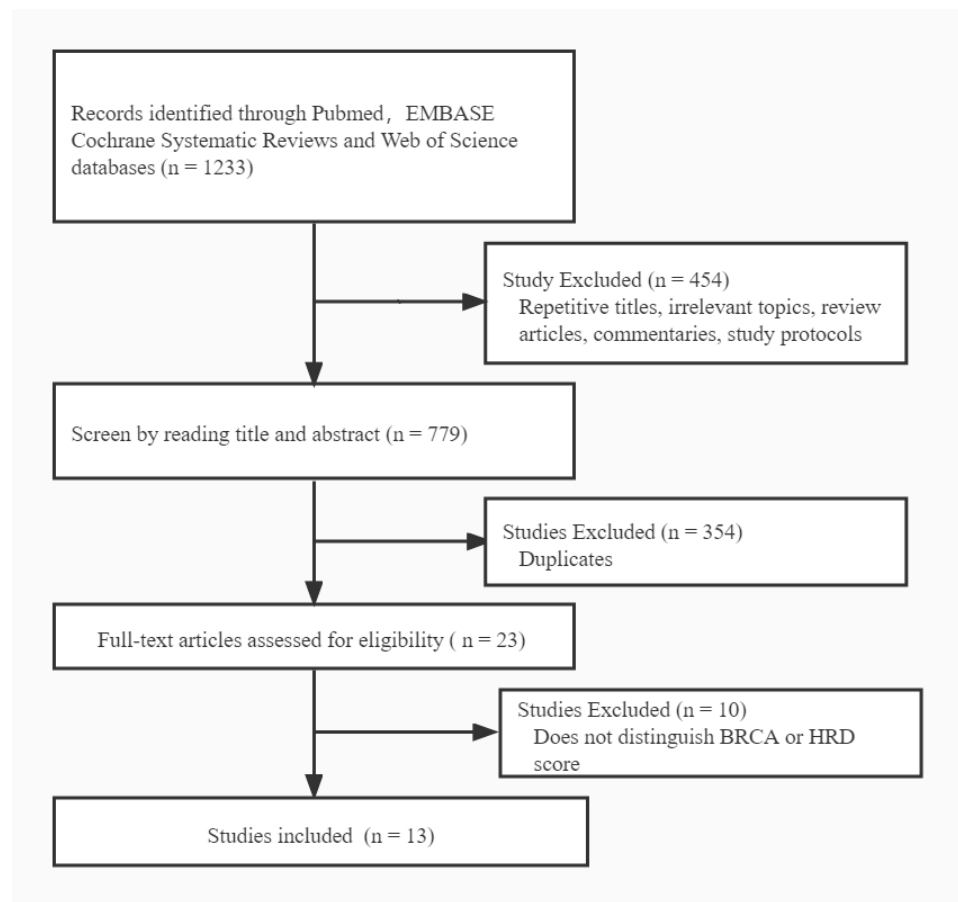 Records identified through Pubmed，EMBASE
Cochrane Systematic Reviews and Web of Science
databases (n = 1233)
Study Excluded (n = 454)
Repetitive titles, irrelevant topics, review
articles, commentaries, study protocols
Screen by reading title and abstract (n = 779)
Studies Excluded (n = 354)
Duplicates
Full-text articles assessed for eligibility ( n = 23)
Studies Excluded (n = 10)
Does not distinguish BRCA or HRD
score
Studies included (n = 13)